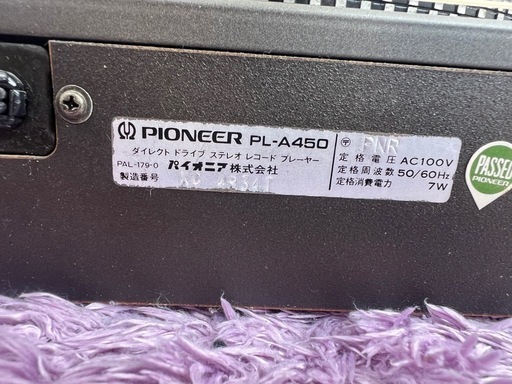 PIONEER PL-A450
ダイレクト ドライブ ステレオ レコード プレーヤー
PAL-179-0 パイオニア株式会社
製造番号
〒 PNR
定格電圧 AC100V
定格周波数 50/60Hz
定格消費電力 7W
PASSED
PIONEER